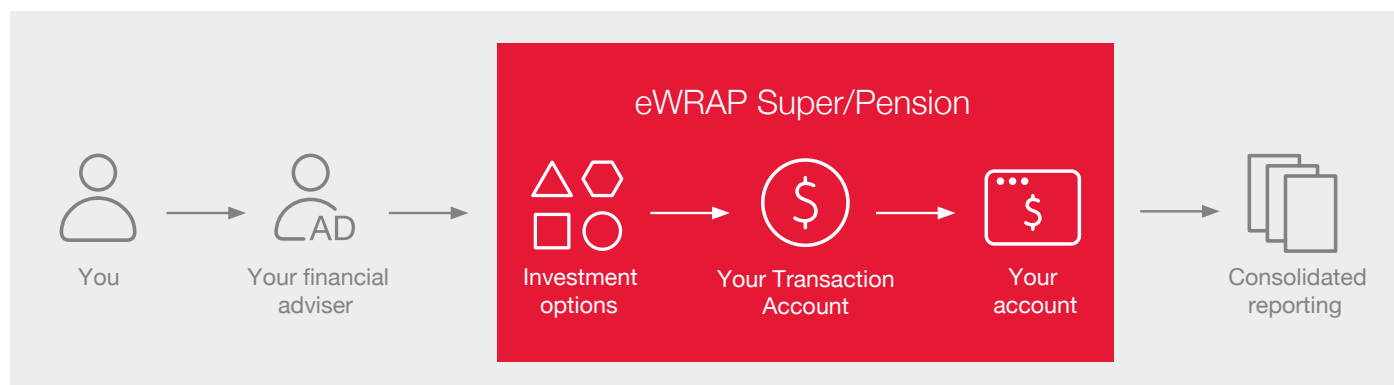 eWRAP Super/Pension
AD
$
$
You
Your financial
adviser
Investment
options
Your Transaction
Account
Your
account
Consolidated
reporting